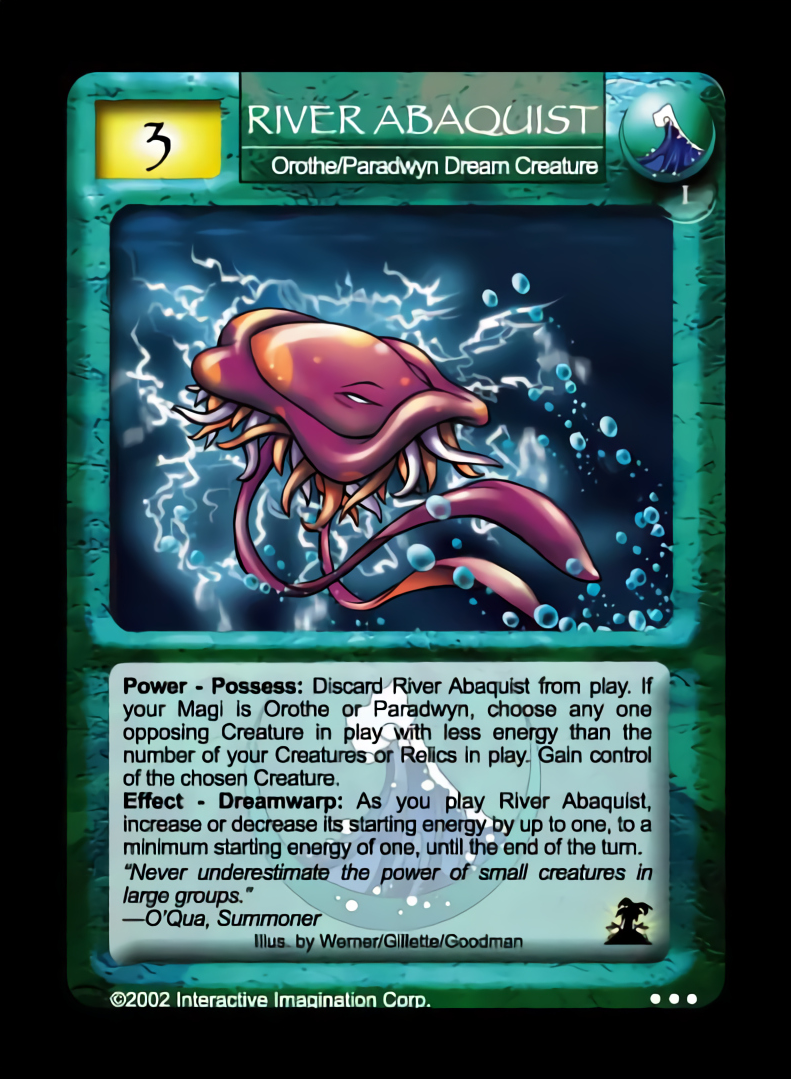 3
RIVER ABAQUIST
Orothe/Paradwyn Dream Creature
I
Power - Possess: Discard River Abaquist from play. If
your Magi is Orothe or Paradwyn, choose any one
opposing Creature in play with less energy than the
number of your Creatures or Relics in play. Gain control
of the chosen Creature.
Effect - Dreamwarp: As you play River Abaquist,
increase or decrease its starting energy by up to one, to a
minimum starting energy of one, until the end of the turn.
“Never underestimate the power of small creatures in
large groups.”
—O'Qua, Summoner
Illus. by Werner/Gillette/Goodman
©2002 Interactive Imagination Corp.